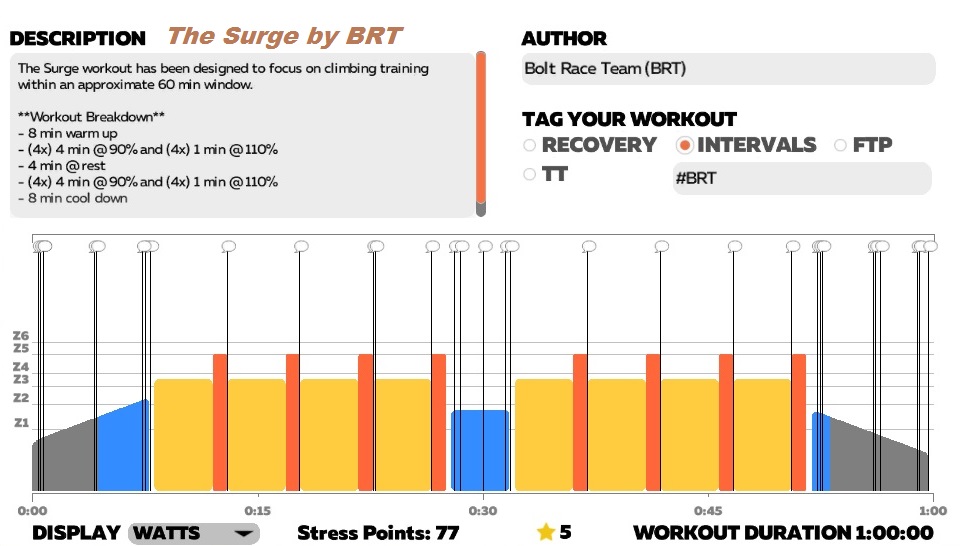 DESCRIPTION The Surge by BRT
The Surge workout has been designed to focus on climbing training
within an approximate 60 min window.
**Workout Breakdown**
- 8 min warm up
- (4x) 4 min @90% and (4x) 1 min @110%
- 4 min @rest
- (4x) 4 min @90% and (4x) 1 min @110%
- 8 min cool down
AUTHOR
Bolt Race Team (BRT)
TAG YOUR WORKOUT
RECOVERY INTERVALS FTP
TT #BRT
Z6
Z5
Z4
Z3
Z2
Z1
0:00 0:15 0:30 0:45 1:00
DISPLAY WATTS Stress Points: 77 5 WORKOUT DURATION 1:00:00